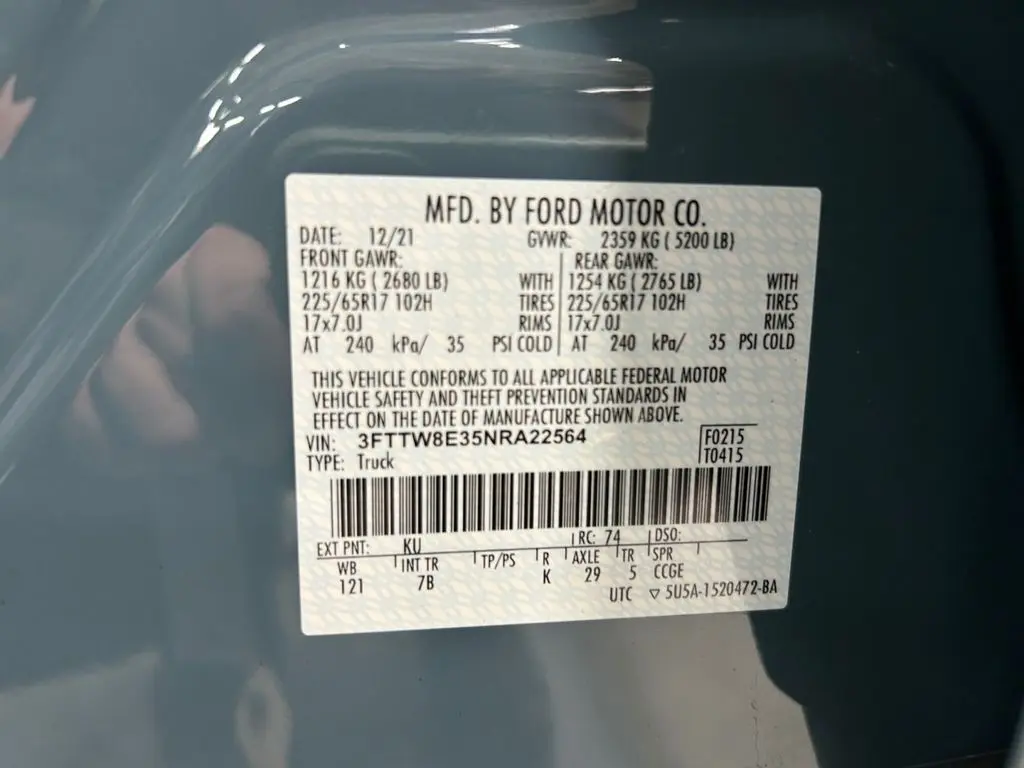 MFD. BY FORD MOTOR CO.
DATE: 12/21 GVWR: 2359 KG ( 5200 LB)
FRONT GAWR: REAR GAWR:
1216 KG ( 2680 LB) WITH 1254 KG ( 2765 LB) WITH
225/65R17 102H TIRES 225/65R17 102H TIRES
17x7.0J RIMS 17x7.0J RIMS
AT 240 kPa/ 35 PSI COLD AT 240 kPa/ 35 PSI COLD
THIS VEHICLE CONFORMS TO ALL APPLICABLE FEDERAL MOTOR
VEHICLE SAFETY AND THEFT PREVENTION STANDARDS IN
EFFECT ON THE DATE OF MANUFACTURE SHOWN ABOVE.
VIN: 3FTTW8E35NRA22564 F0215
TYPE: Truck T0415
EXT PNT: KU RC: 74 DSO:
WB INT TR TP/PS R AXLE TR SPR
121 7B K 29 5 CCGE
UTC ▽ 5U5A-1520472-BA